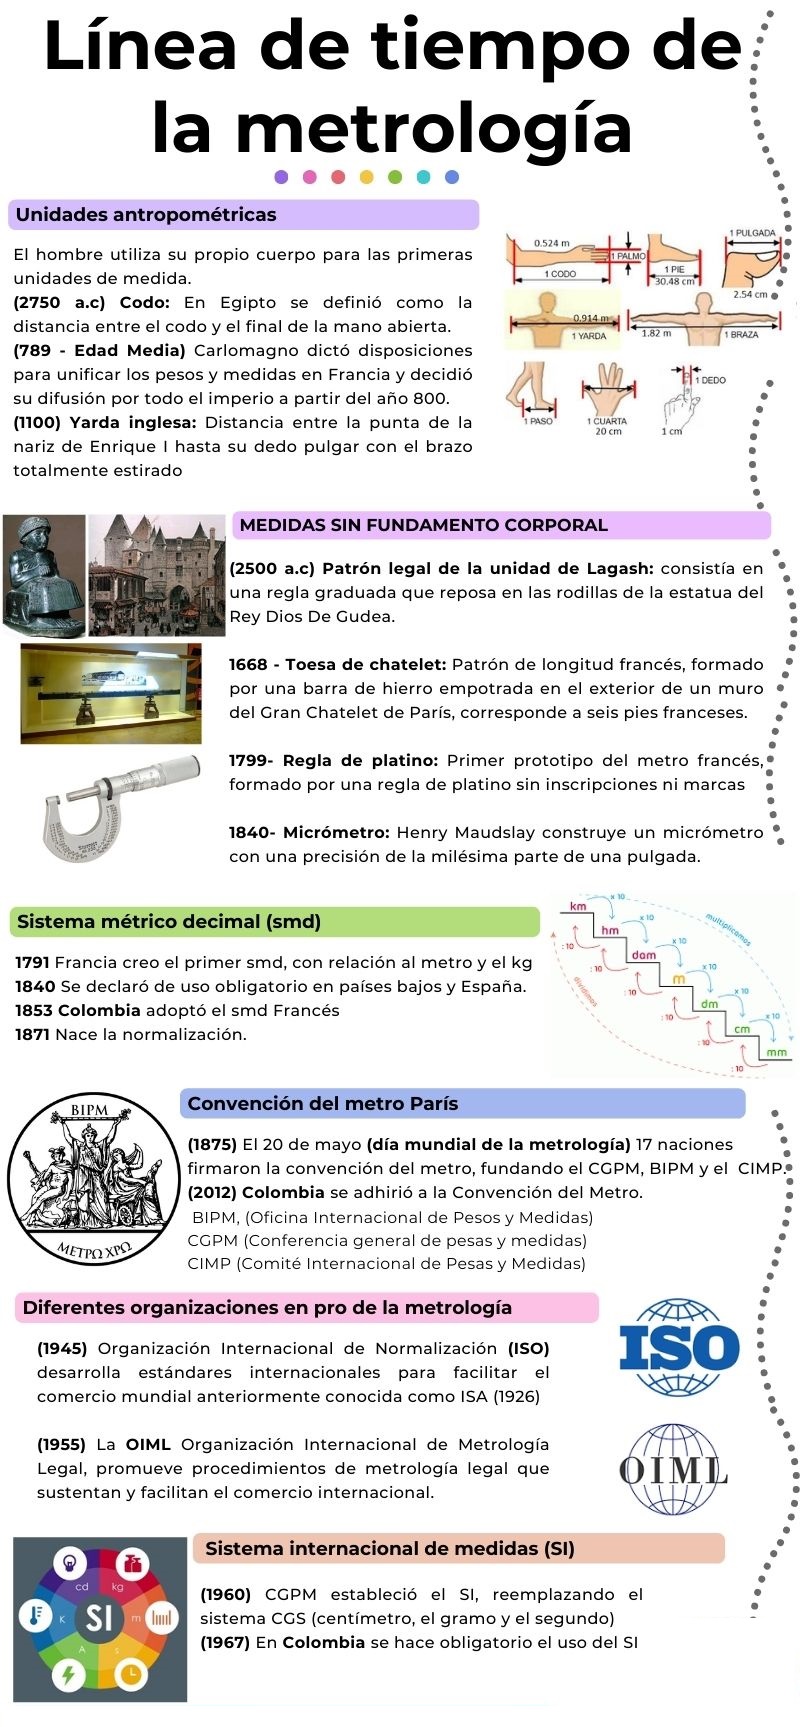 Línea de tiempo de
la metrología
Unidades antropométricas
El hombre utiliza su propio cuerpo para las primeras
unidades de medida.
(2750 a.c) Codo: En Egipto se definió como la
distancia entre el codo y el final de la mano abierta.
(789 - Edad Media) Carlomagno dictó disposiciones
para unificar los pesos y medidas en Francia y decidió
su difusión por todo el imperio a partir del año 800.
(1100) Yarda inglesa: Distancia entre la punta de la
nariz de Enrique I hasta su dedo pulgar con el brazo
totalmente estirado
0.524 m
1 CODO
1 PALMO
1 PIE
30.48 cm
1 PULGADA
2.54 cm
0.914 m
1 YARDA
1.82 m
1 BRAZA
1 PASO
1 CUARTA
20 cm
1 DEDO
1 cm
MEDIDAS SIN FUNDAMENTO CORPORAL
(2500 a.c) Patrón legal de la unidad de Lagash: consistía en
una regla graduada que reposa en las rodillas de la estatua del
Rey Dios De Gudea.
1668 - Toesa de chatelet: Patrón de longitud francés, formado
por una barra de hierro empotrada en el exterior de un muro
del Gran Chatelet de París, corresponde a seis pies franceses.
1799- Regla de platino: Primer prototipo del metro francés,
formado por una regla de platino sin inscripciones ni marcas
1840- Micrómetro: Henry Maudslay construye un micrómetro
con una precisión de la milésima parte de una pulgada.
Sistema métrico decimal (smd)
1791 Francia creo el primer smd, con relación al metro y el kg
1840 Se declaró de uso obligatorio en países bajos y España.
1853 Colombia adoptó el smd Francés
1871 Nace la normalización.
km
x 10
hm
x 10
dam
x 10
m
x 10
dm
x 10
cm
x 10
mm
multiplicamos
dividimos
: 10
: 10
: 10
: 10
: 10
: 10
Convención del metro París
BIPM
ΜΕΤΡΩ ΧΡΩ
(1875) El 20 de mayo (día mundial de la metrología) 17 naciones
firmaron la convención del metro, fundando el CGPM, BIPM y el CIMP.
(2012) Colombia se adhirió a la Convención del Metro.
BIPM, (Oficina Internacional de Pesos y Medidas)
CGPM (Conferencia general de pesas y medidas)
CIMP (Comité Internacional de Pesas y Medidas)
Diferentes organizaciones en pro de la metrología
(1945) Organización Internacional de Normalización (ISO)
desarrolla estándares internacionales para facilitar el
comercio mundial anteriormente conocida como ISA (1926)
ISO
(1955) La OIML Organización Internacional de Metrología
Legal, promueve procedimientos de metrología legal que
sustentan y facilitan el comercio internacional.
OIML
Sistema internacional de medidas (SI)
(1960) CGPM estableció el SI, reemplazando el
sistema CGS (centímetro, el gramo y el segundo)
(1967) En Colombia se hace obligatorio el uso del SI
cd
kg
K
SI
m
A
s